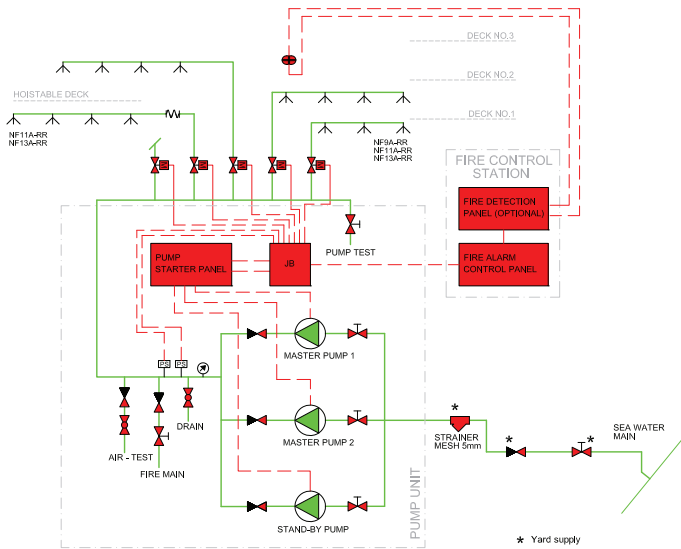 DECK NO.3
DECK NO.2
HOISTABLE DECK
DECK NO.1
NF11A-RR
NF13A-RR
NF9A-RR
NF11A-RR
NF13A-RR
M
M
M
M
M
FIRE CONTROL
STATION
FIRE DETECTION
PANEL (OPTIONAL)
PUMP TEST
PUMP
STARTER PANEL
JB
FIRE ALARM
CONTROL PANEL
MASTER PUMP 1
PS
PS
DRAIN
AIR - TEST
FIRE MAIN
MASTER PUMP 2
STAND-BY PUMP
PUMP UNIT
*
STRAINER
MESH 5mm
*
*
SEA WATER
MAIN
* Yard supply